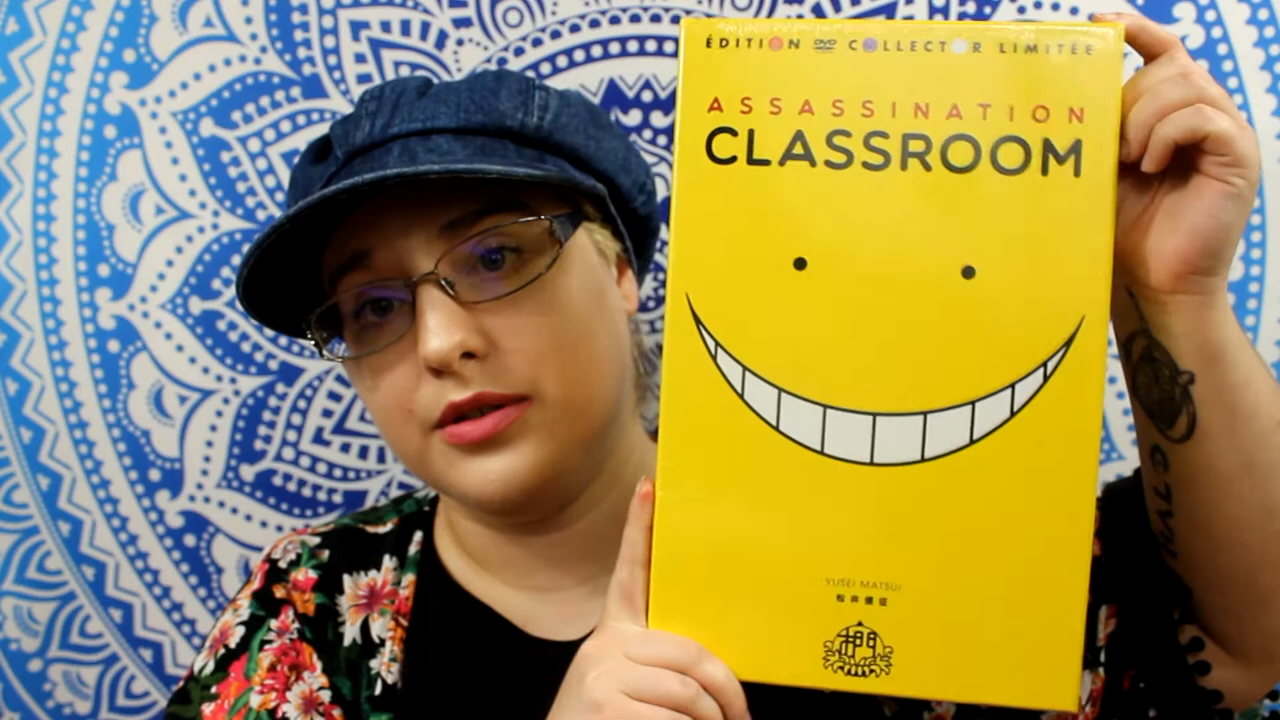 ÉDITION DVD COLLECTOR LIMITÉE
ASSASSINATION
CLASSROOM
YUSEI MATSUI
松井優征